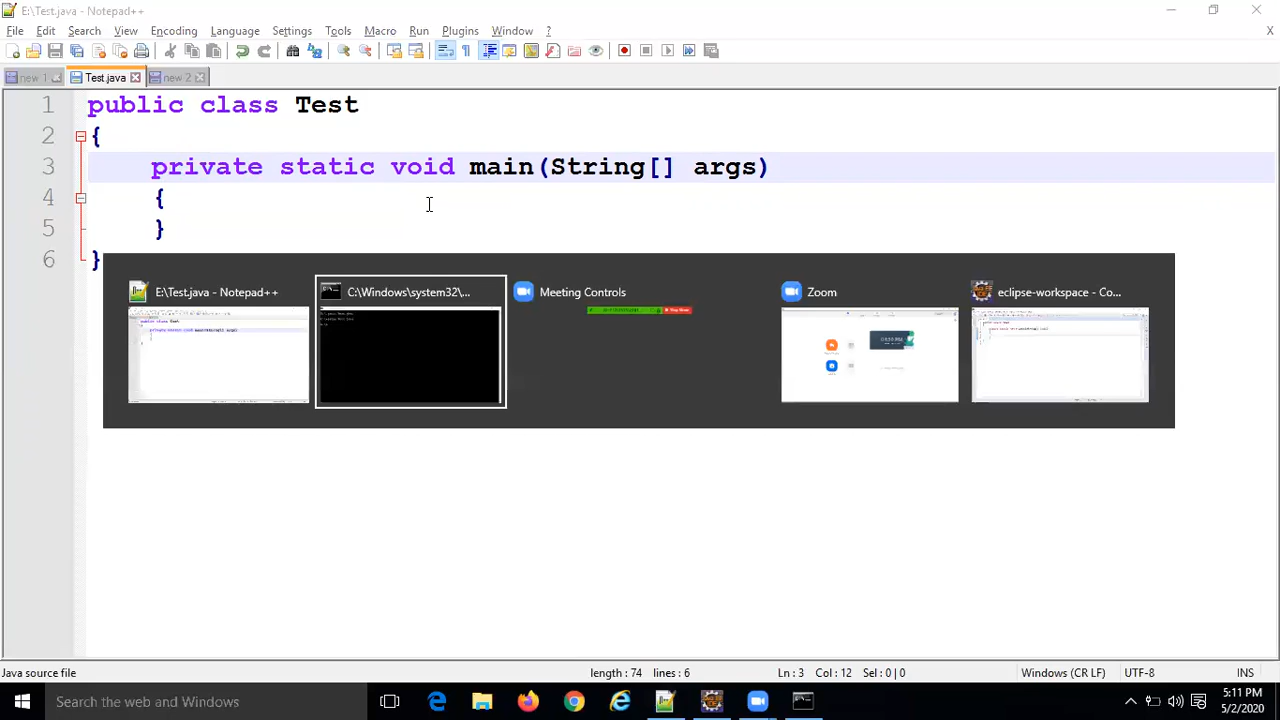 E:\Test.java - Notepad++
File Edit Search View Encoding Language Settings Tools Macro Run Plugins Window ? X
new 1 Test.java new 2
1 public class Test
2 {
3 private static void main(String[] args)
4 {
5 }
6 }
E:\Test.java - Notepad++ C:\Windows\system32\... Meeting Controls Zoom eclipse-workspace - Co...
Java source file length : 74 lines : 6 Ln : 3 Col : 12 Sel : 0 | 0 Windows (CR LF) UTF-8 INS
Search the web and Windows
5:11 PM
5/2/2020